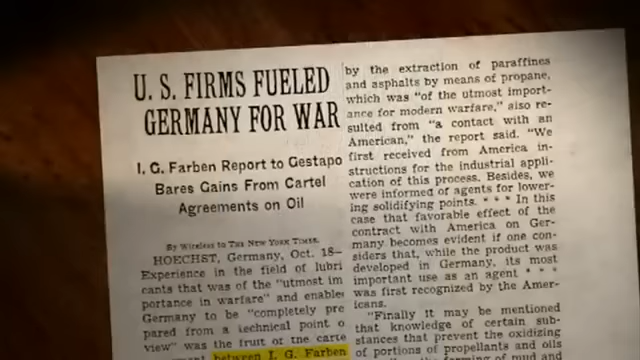 U. S. FIRMS FUELED
GERMANY FOR WAR
I. G. Farben Report to Gestapo
Bares Gains From Cartel
Agreements on Oil
By Wireless to THE NEW YORK TIMES.
HOECHST, Germany, Oct. 18—
Experience in the field of lubri
cants that was of the "utmost im
portance in warfare" and enabled
Germany to be "completely pre
pared from a technical point o
view" was the fruit of the carte
between I. G. Farben
by the extraction of paraffines
and asphalts by means of propane,
which was "of the utmost import-
ance for modern warfare," also re-
sulted from "a contact with an
American," the report said. "We
first received from America in-
structions for the industrial appli-
cation of this process. Besides, we
were informed of agents for lower-
ing solidifying points. * * * In this
case that favorable effect of the
contract with America on Ger-
many becomes evident if one con-
siders that, while the product was
developed in Germany, its most
important use as an agent * * *
was first recognized by the Amer-
icans.
"Finally it may be mentioned
that knowledge of certain sub-
stances that prevent the oxidizing
of portions of propellants and oils